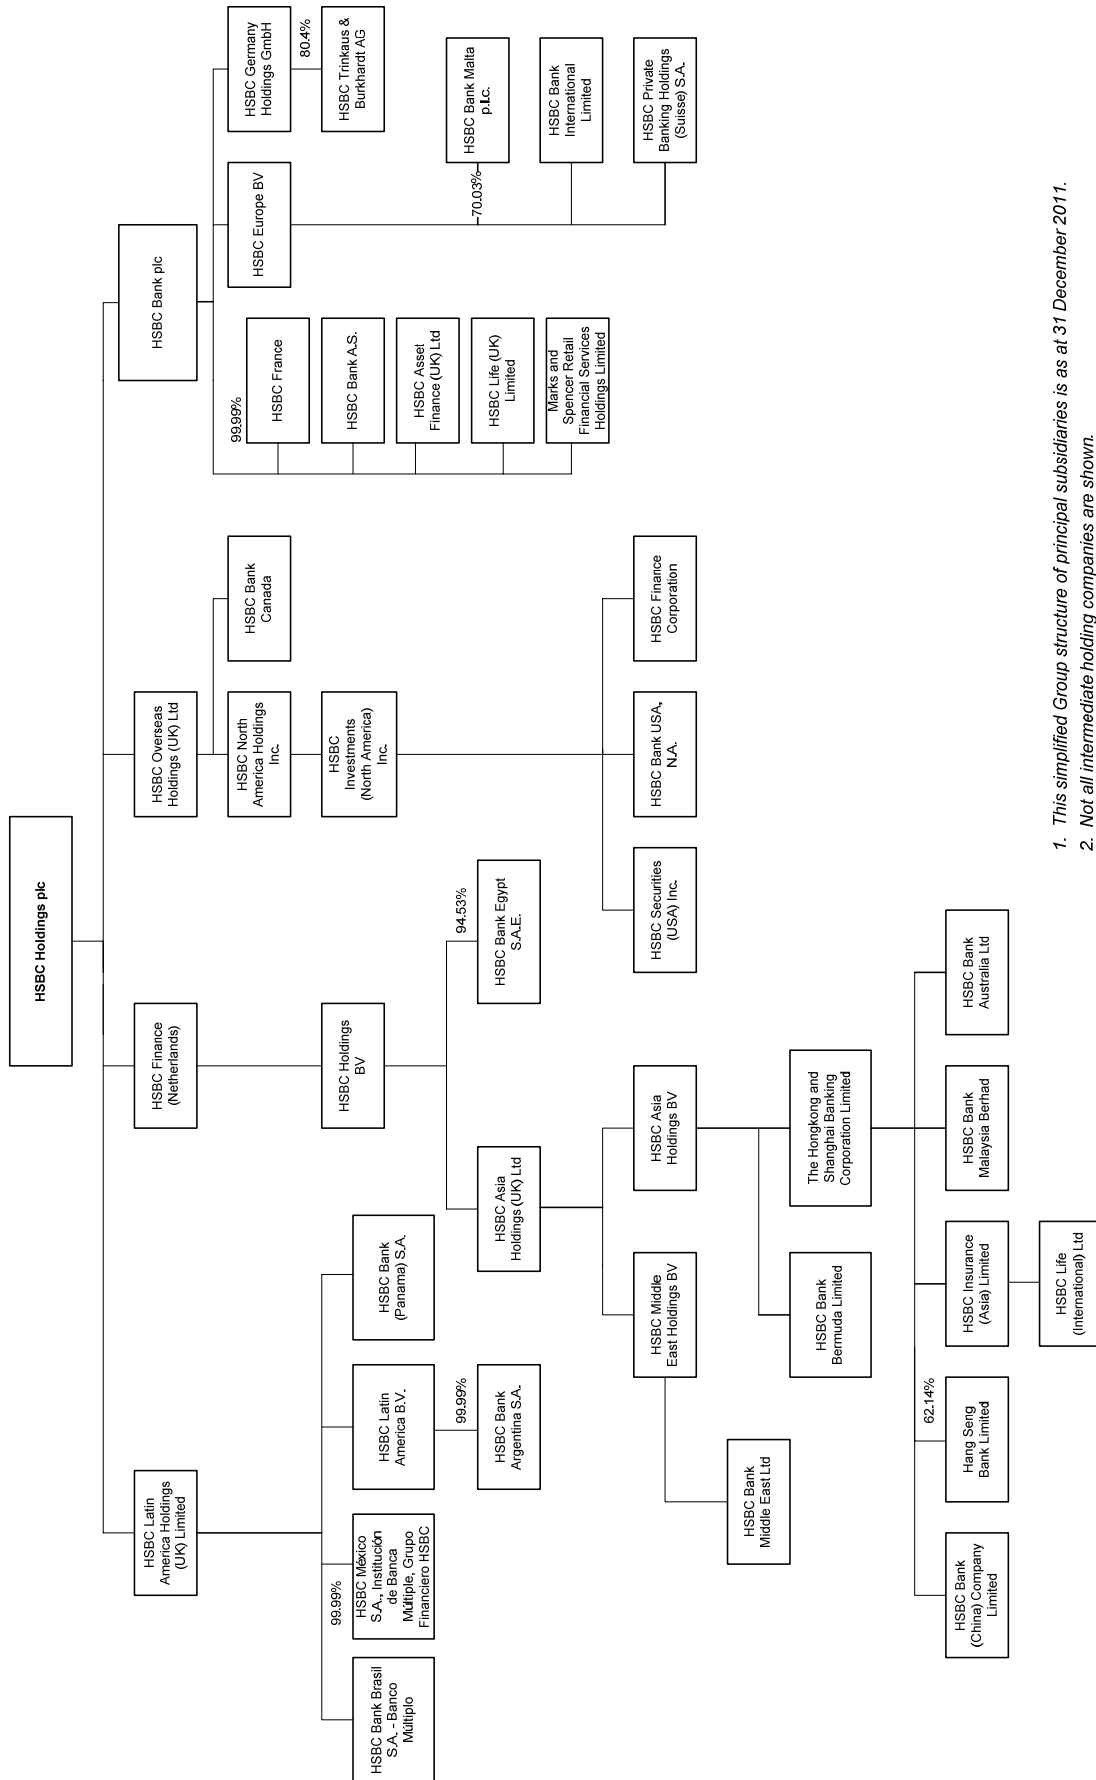 HSBC Holdings plc
HSBC Latin
America Holdings
(UK) Limited
HSBC Finance
(Netherlands)
HSBC Overseas
Holdings (UK) Ltd
HSBC Bank plc
HSBC Bank Brasil
S.A. - Banco
Múltiplo
99.99%
HSBC México
S.A., Institución
de Banca
Múltiple, Grupo
Financiero HSBC
HSBC Latin
America B.V.
99.99%
HSBC Bank
Argentina S.A.
HSBC Bank
(Panama) S.A.
HSBC Holdings
BV
HSBC Asia
Holdings (UK) Ltd
94.53%
HSBC Bank Egypt
S.A.E.
HSBC Middle
East Holdings BV
HSBC Asia
Holdings BV
HSBC Bank
Middle East Ltd
HSBC Bank
Bermuda Limited
The Hongkong and
Shanghai Banking
Corporation Limited
HSBC Bank
(China) Company
Limited
62.14%
Hang Seng
Bank Limited
HSBC Insurance
(Asia) Limited
HSBC Life
(International) Ltd
HSBC Bank
Malaysia Berhad
HSBC Bank
Australia Ltd
HSBC North
America Holdings
Inc.
HSBC Bank
Canada
HSBC
Investments
(North America)
Inc.
HSBC Securities
(USA) Inc.
HSBC Bank USA,
N.A.
HSBC Finance
Corporation
99.99%
HSBC France
HSBC Bank A.S.
HSBC Asset
Finance (UK) Ltd
HSBC Life (UK)
Limited
Marks and
Spencer Retail
Financial Services
Holdings Limited
HSBC Europe BV
70.03%
HSBC Bank Malta
p.l.c.
HSBC Bank
International
Limited
HSBC Private
Banking Holdings
(Suisse) S.A.
HSBC Germany
Holdings GmbH
80.4%
HSBC Trinkaus &
Burkhardt AG
1. This simplified Group structure of principal subsidiaries is as at 31 December 2011.
2. Not all intermediate holding companies are shown.